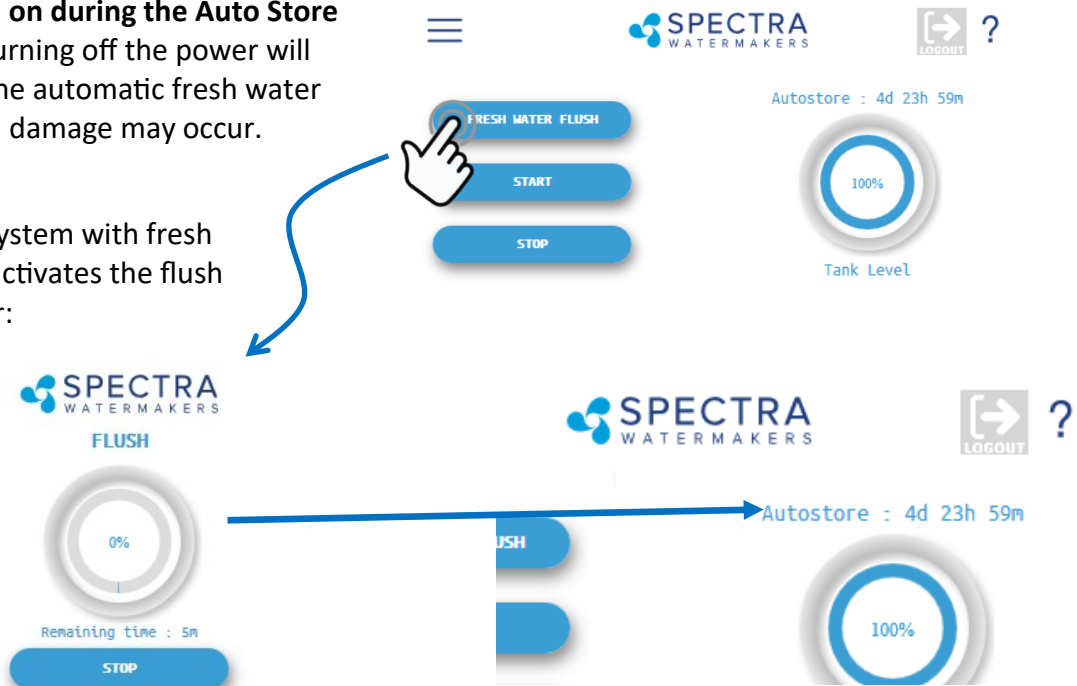 on during the Auto Store
urning off the power will
he automatic fresh water
damage may occur.
ystem with fresh
ctivates the flush
r:
SPECTRA
WATERMAKERS
LOGOUT
?
FRESH WATER FLUSH
START
STOP
Autostore : 4d 23h 59m
100%
Tank Level
SPECTRA
WATERMAKERS
FLUSH
0%
Remaining time : 5m
STOP
SPECTRA
WATERMAKERS
LOGOUT
?
Autostore : 4d 23h 59m
USH
100%